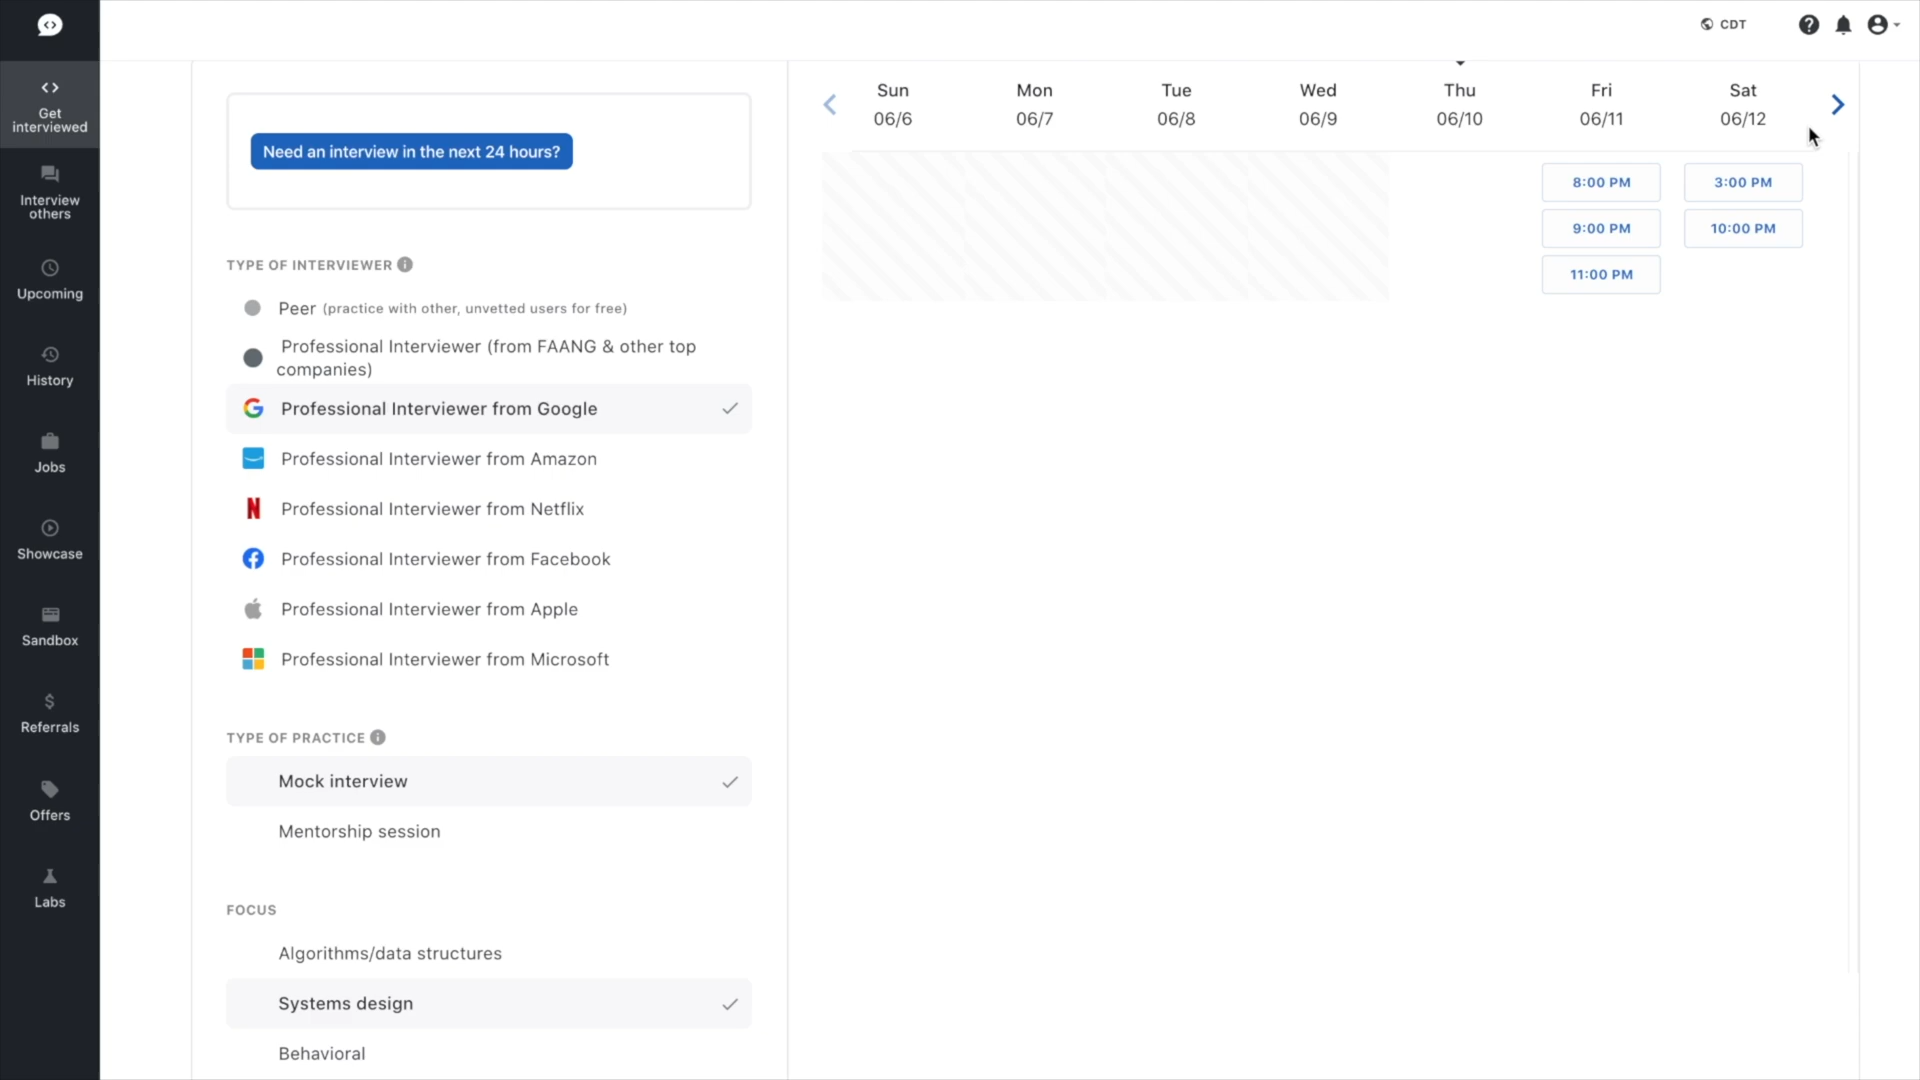 CDT
Get
interviewed
Interview
others
Upcoming
History
Jobs
Showcase
Sandbox
Referrals
Offers
Labs
Need an interview in the next 24 hours?
TYPE OF INTERVIEWER
Peer (practice with other, unvetted users for free)
Professional Interviewer (from FAANG & other top
companies)
Professional Interviewer from Google
Professional Interviewer from Amazon
Professional Interviewer from Netflix
Professional Interviewer from Facebook
Professional Interviewer from Apple
Professional Interviewer from Microsoft
TYPE OF PRACTICE
Mock interview
Mentorship session
FOCUS
Algorithms/data structures
Systems design
Behavioral
Sun Mon Tue Wed Thu Fri Sat
06/6 06/7 06/8 06/9 06/10 06/11 06/12
8:00 PM 3:00 PM
9:00 PM 10:00 PM
11:00 PM